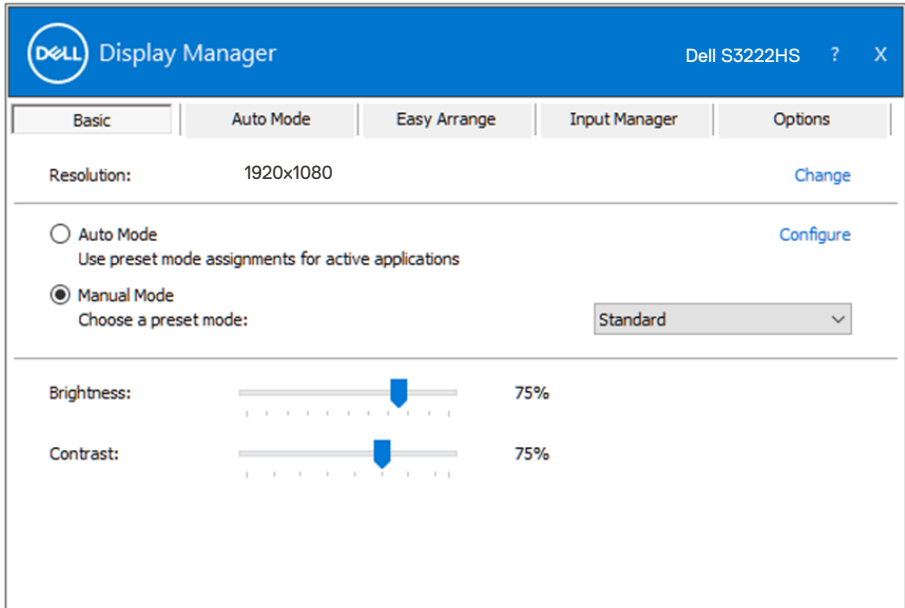 DELL Display Manager Dell S3222HS ? X
Basic Auto Mode Easy Arrange Input Manager Options
Resolution: 1920x1080 Change
Auto Mode Configure
Use preset mode assignments for active applications
Manual Mode
Choose a preset mode: Standard
Brightness: 75%
Contrast: 75%